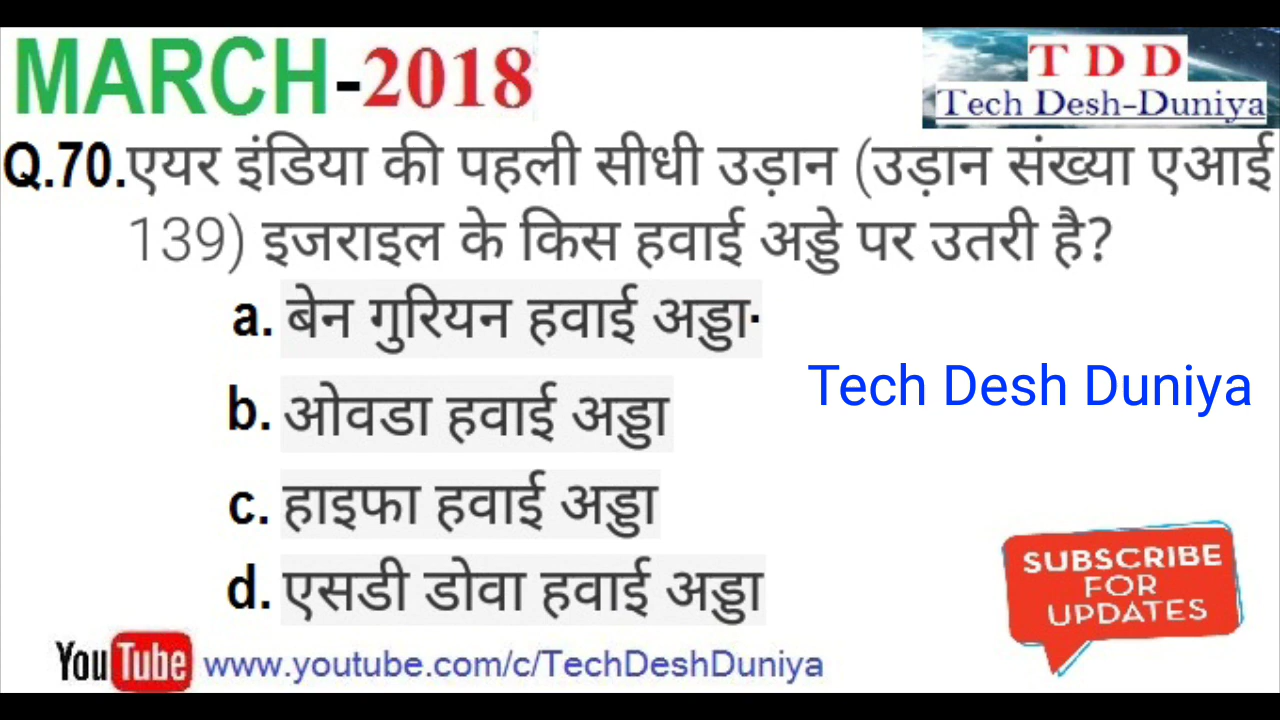 MARCH-2018
T D D
Tech Desh-Duniya
Q.70.एयर इंडिया की पहली सीधी उड़ान (उड़ान संख्या एआई
139) इजराइल के किस हवाई अड्डे पर उतरी है?
a. बेन गुरियन हवाई अड्डा.
Tech Desh Duniya
b. ओवडा हवाई अड्डा
c. हाइफा हवाई अड्डा
d. एसडी डोवा हवाई अड्डा
SUBSCRIBE
FOR
UPDATES
YouTube www.youtube.com/c/TechDeshDuniya